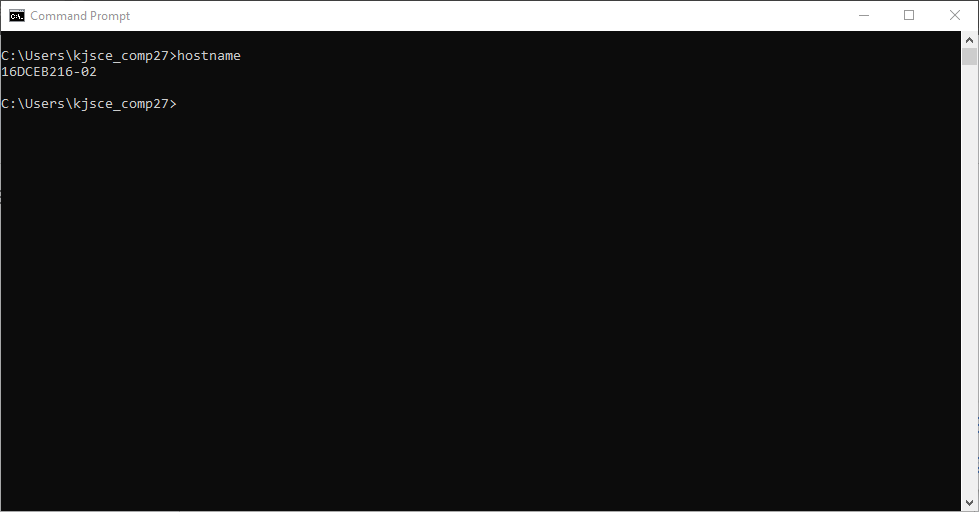 Command Prompt
C:\Users\kjsce_comp27>hostname
16DCEB216-02
C:\Users\kjsce_comp27>